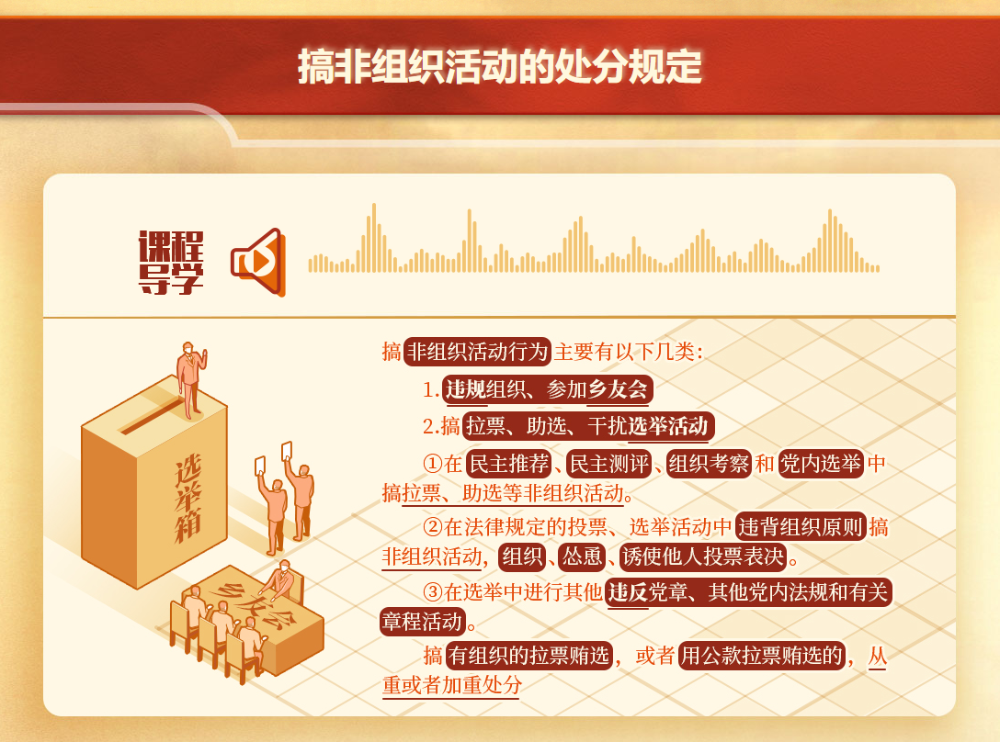 搞非组织活动的处分规定
课程
导学
搞非组织活动行为主要有以下几类：
1.违规组织、参加乡友会
2.搞拉票、助选、干扰选举活动
①在民主推荐、民主测评、组织考察和党内选举中
搞拉票、助选等非组织活动。
②在法律规定的投票、选举活动中违背组织原则搞
非组织活动，组织、怂恿、诱使他人投票表决。
③在选举中进行其他违反党章、其他党内法规和有关
章程活动。
搞有组织的拉票贿选，或者用公款拉票贿选的，从
重或者加重处分
选举箱
乡友会